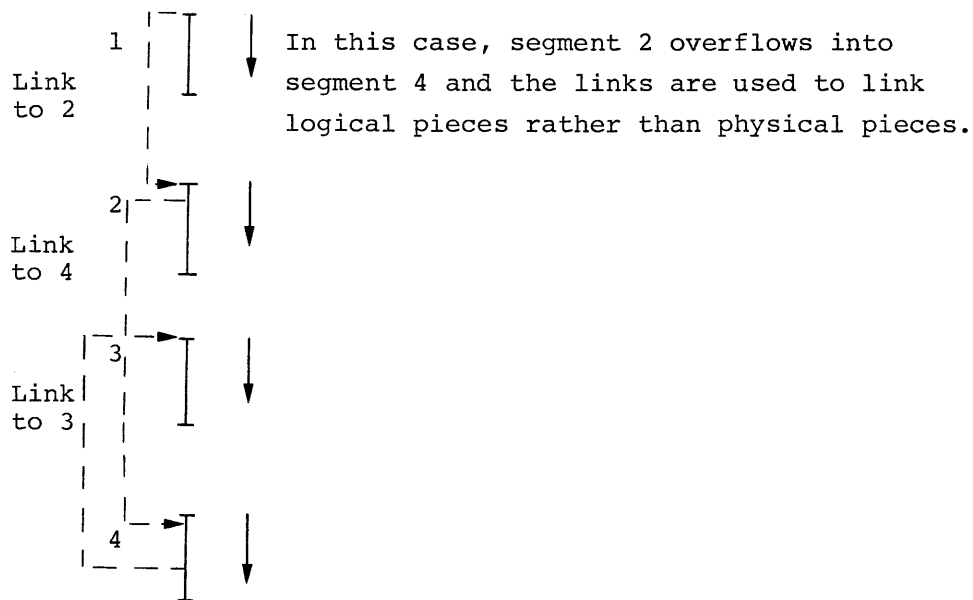 1
In this case, segment 2 overflows into
segment 4 and the links are used to link
logical pieces rather than physical pieces.
Link
to 2
2
Link
to 4
3
Link
to 3
4